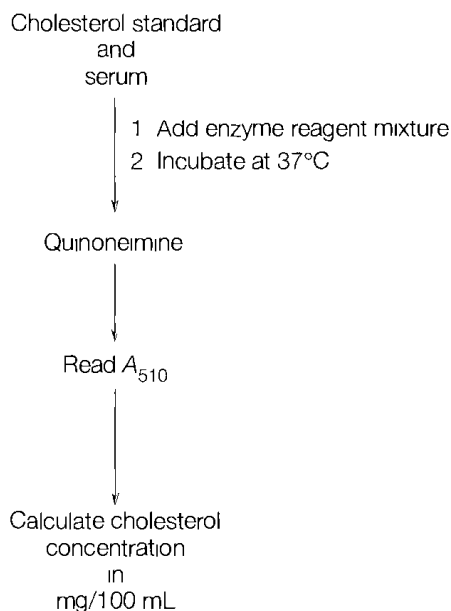 Cholesterol standard
and
serum
1 Add enzyme reagent mixture
2 Incubate at 37°C
Quinoneimine
Read A510
Calculate cholesterol
concentration
in
mg/100 mL